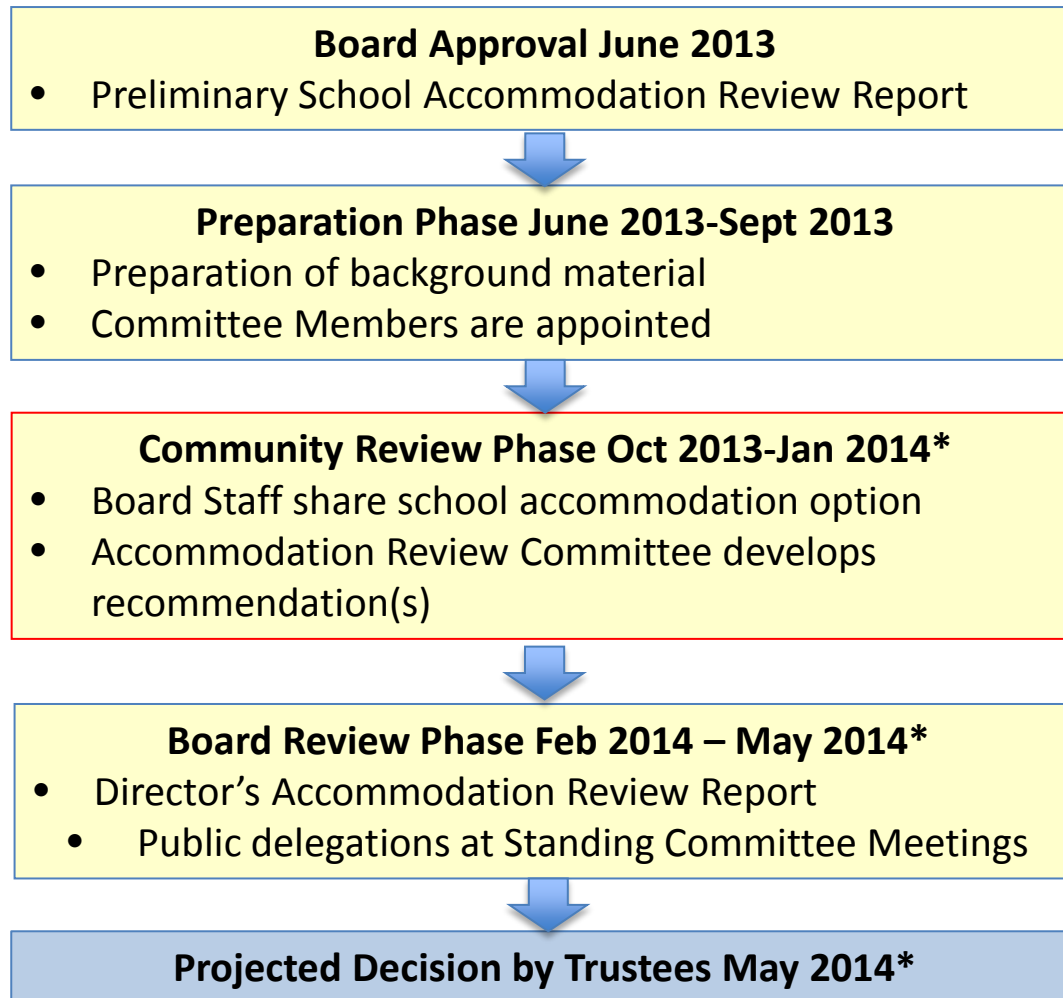 Board Approval June 2013
• Preliminary School Accommodation Review Report
Preparation Phase June 2013-Sept 2013
• Preparation of background material
• Committee Members are appointed
Community Review Phase Oct 2013-Jan 2014*
• Board Staff share school accommodation option
• Accommodation Review Committee develops
recommendation(s)
Board Review Phase Feb 2014 – May 2014*
• Director’s Accommodation Review Report
• Public delegations at Standing Committee Meetings
Projected Decision by Trustees May 2014*